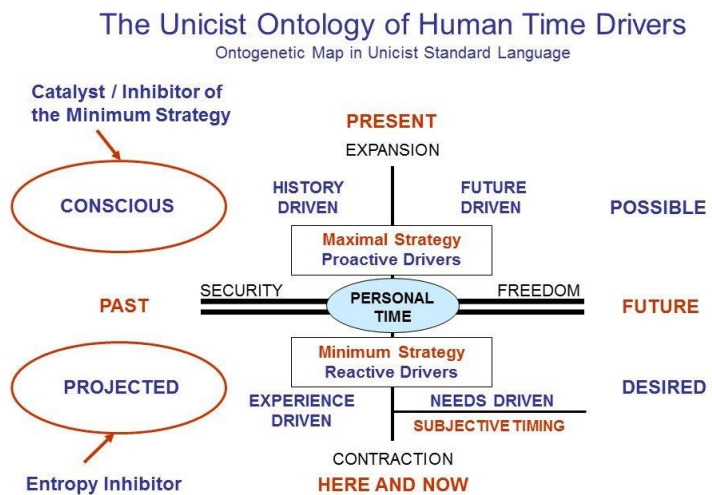 The Unicist Ontology of Human Time Drivers
Ontogenetic Map in Unicist Standard Language
Catalyst / Inhibitor of
the Minimum Strategy
PRESENT
EXPANSION
CONSCIOUS
HISTORY
DRIVEN
FUTURE
DRIVEN
POSSIBLE
Maximal Strategy
Proactive Drivers
PAST
SECURITY
PERSONAL
TIME
FREEDOM
FUTURE
Minimum Strategy
Reactive Drivers
PROJECTED
EXPERIENCE
DRIVEN
NEEDS DRIVEN
SUBJECTIVE TIMING
DESIRED
CONTRACTION
HERE AND NOW
Entropy Inhibitor